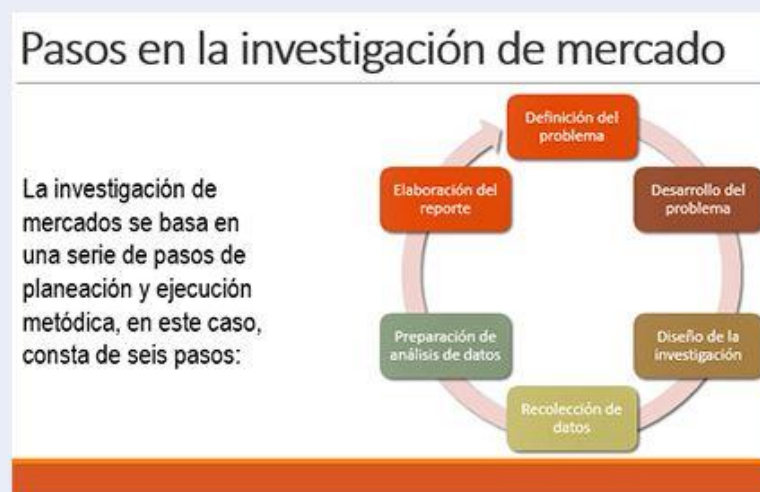 Pasos en la investigación de mercado
La investigación de
mercados se basa en
una serie de pasos de
planeación y ejecución
metódica, en este caso,
consta de seis pasos:
Definición del
problema
Desarrollo del
problema
Diseño de la
investigación
Recolección de
datos
Preparación de
análisis de datos
Elaboración del
reporte